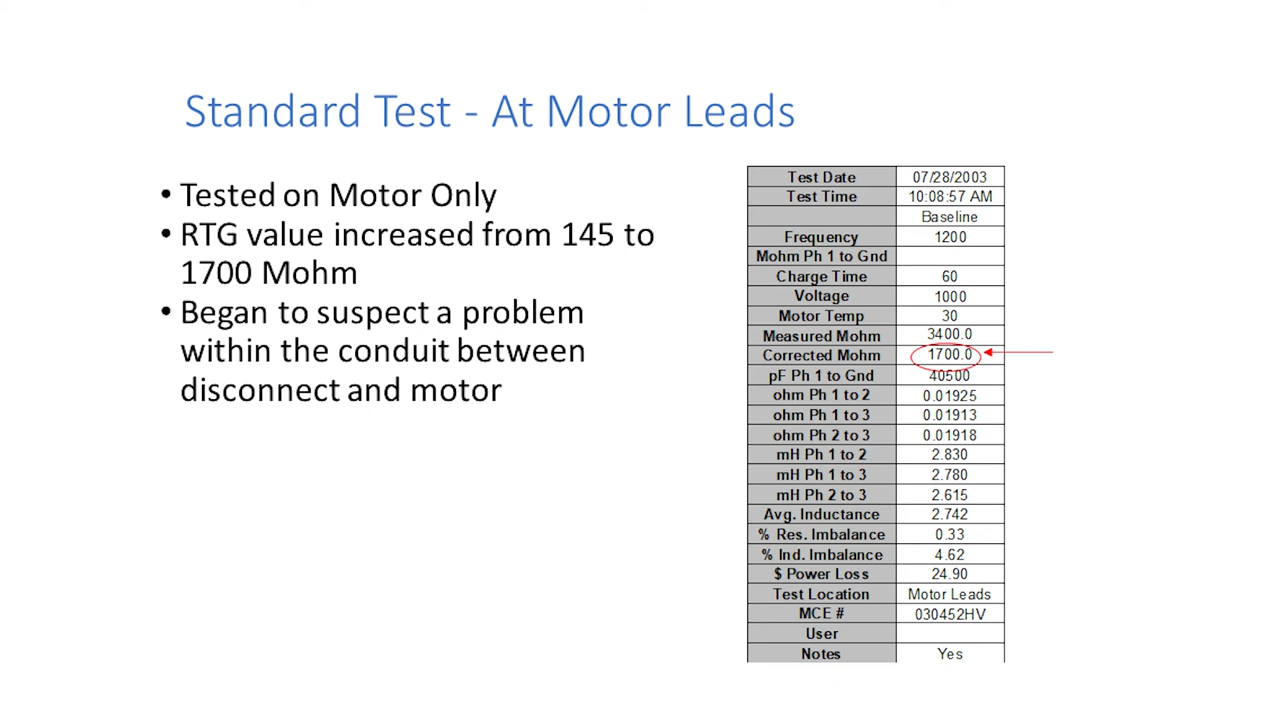 Standard Test - At Motor Leads
• Tested on Motor Only
• RTG value increased from 145 to
1700 Mohm
• Began to suspect a problem
within the conduit between
disconnect and motor
Test Date 07/28/2003
Test Time 10:08:57 AM
Baseline
Frequency 1200
Mohm Ph 1 to Gnd
Charge Time 60
Voltage 1000
Motor Temp 30
Measured Mohm 3400.0
Corrected Mohm 1700.0
pF Ph 1 to Gnd 40500
ohm Ph 1 to 2 0.01925
ohm Ph 1 to 3 0.01913
ohm Ph 2 to 3 0.01918
mH Ph 1 to 2 2.830
mH Ph 1 to 3 2.780
mH Ph 2 to 3 2.615
Avg. Inductance 2.742
% Res. Imbalance 0.33
% Ind. Imbalance 4.62
$ Power Loss 24.90
Test Location Motor Leads
MCE # 030452HV
User
Notes Yes